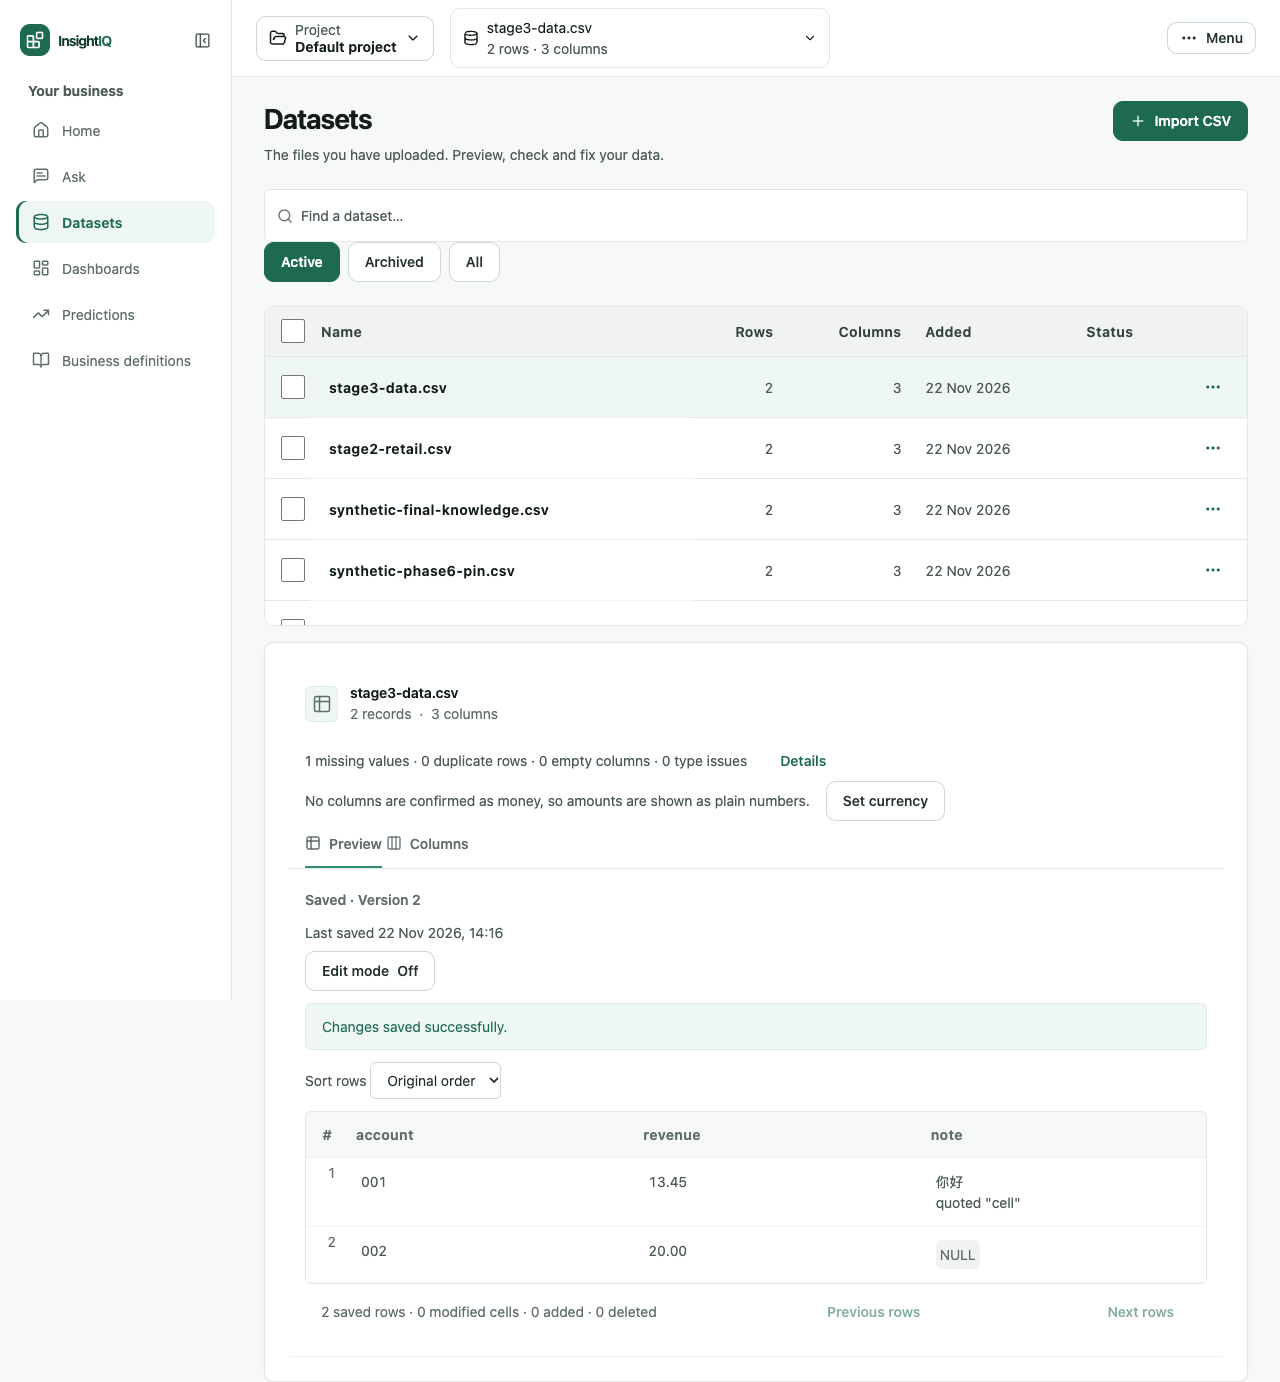 InsightIQ
Project
Default project
stage3-data.csv
2 rows · 3 columns
Menu
Your business
Home
Ask
Datasets
Dashboards
Predictions
Business definitions
Datasets
Import CSV
The files you have uploaded. Preview, check and fix your data.
Find a dataset...
Active Archived All
Name Rows Columns Added Status
stage3-data.csv 2 3 22 Nov 2026
stage2-retail.csv 2 3 22 Nov 2026
synthetic-final-knowledge.csv 2 3 22 Nov 2026
synthetic-phase6-pin.csv 2 3 22 Nov 2026
stage3-data.csv
2 records · 3 columns
1 missing values · 0 duplicate rows · 0 empty columns · 0 type issues Details
No columns are confirmed as money, so amounts are shown as plain numbers. Set currency
Preview Columns
Saved · Version 2
Last saved 22 Nov 2026, 14:16
Edit mode Off
Changes saved successfully.
Sort rows Original order
# account revenue note
1 001 13.45 你好
quoted "cell"
2 002 20.00 NULL
2 saved rows · 0 modified cells · 0 added · 0 deleted Previous rows Next rows